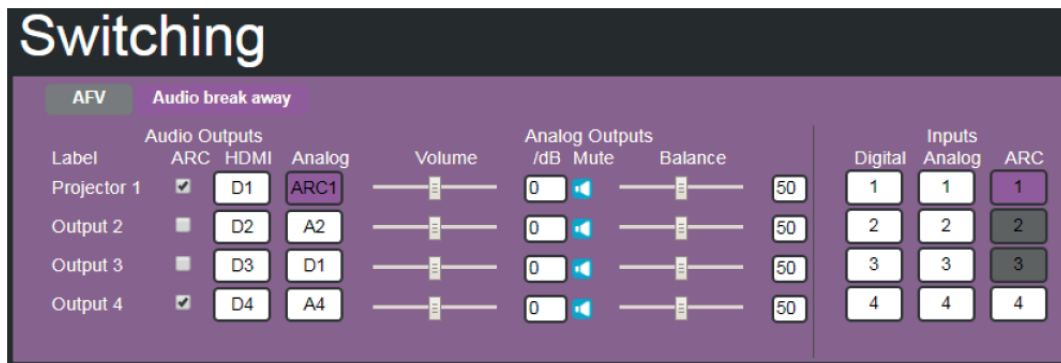 Switching
AFV Audio break away
Audio Outputs Analog Outputs Inputs
Label ARC HDMI Analog Volume /dB Mute Balance Digital Analog ARC
Projector 1 D1 ARC1 0 50 1 1 1
Output 2 D2 A2 0 50 2 2 2
Output 3 D3 D1 0 50 3 3 3
Output 4 D4 A4 0 50 4 4 4